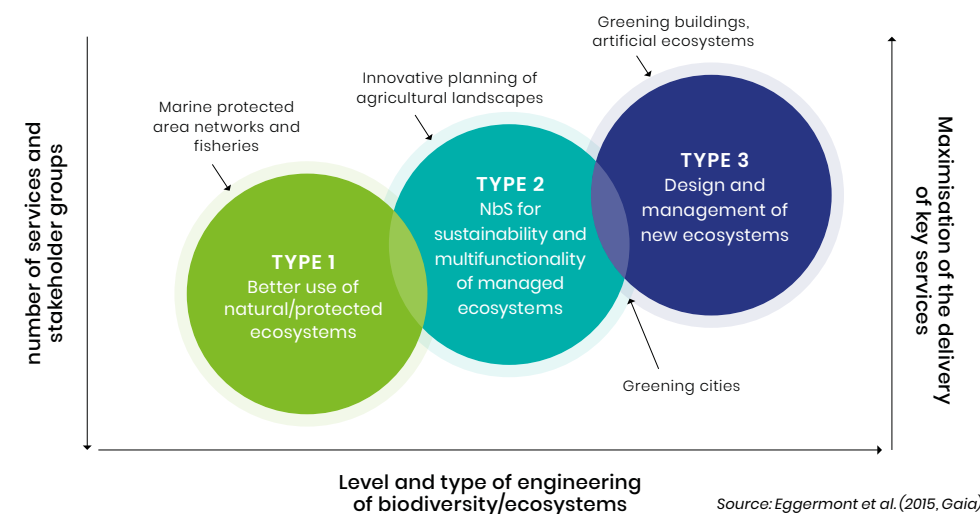 Greening buildings,
artificial ecosystems
Innovative planning of
agricultural landscapes
Marine protected
area networks and
fisheries
number of services and
stakeholder groups
TYPE 1
Better use of
natural/protected
ecosystems
TYPE 2
NbS for
sustainability and
multifunctionality
of managed
ecosystems
TYPE 3
Design and
management of
new ecosystems
Maximisation of the delivery
of key services
Greening cities
Level and type of engineering
of biodiversity/ecosystems
Source: Eggermont et al. (2015, Gaia)